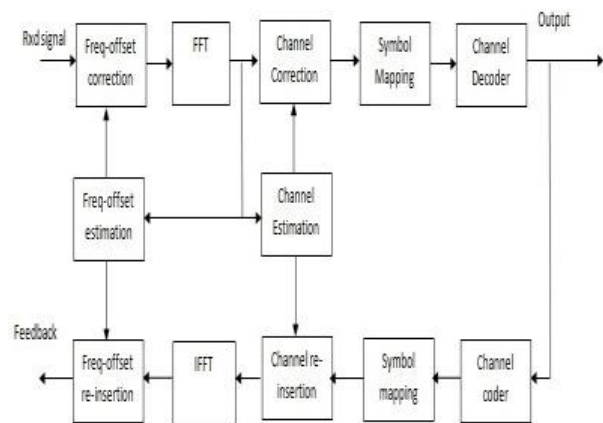 Output
Rxd signal
Freq-offset
correction
FFT
Channel
Correction
Symbol
Mapping
Channel
Decoder
Freq-offset
estimation
Channel
Estimation
Feedback
Freq-offset
re-insertion
IFFT
Channel re-
insertion
Symbol
mapping
Channel
coder